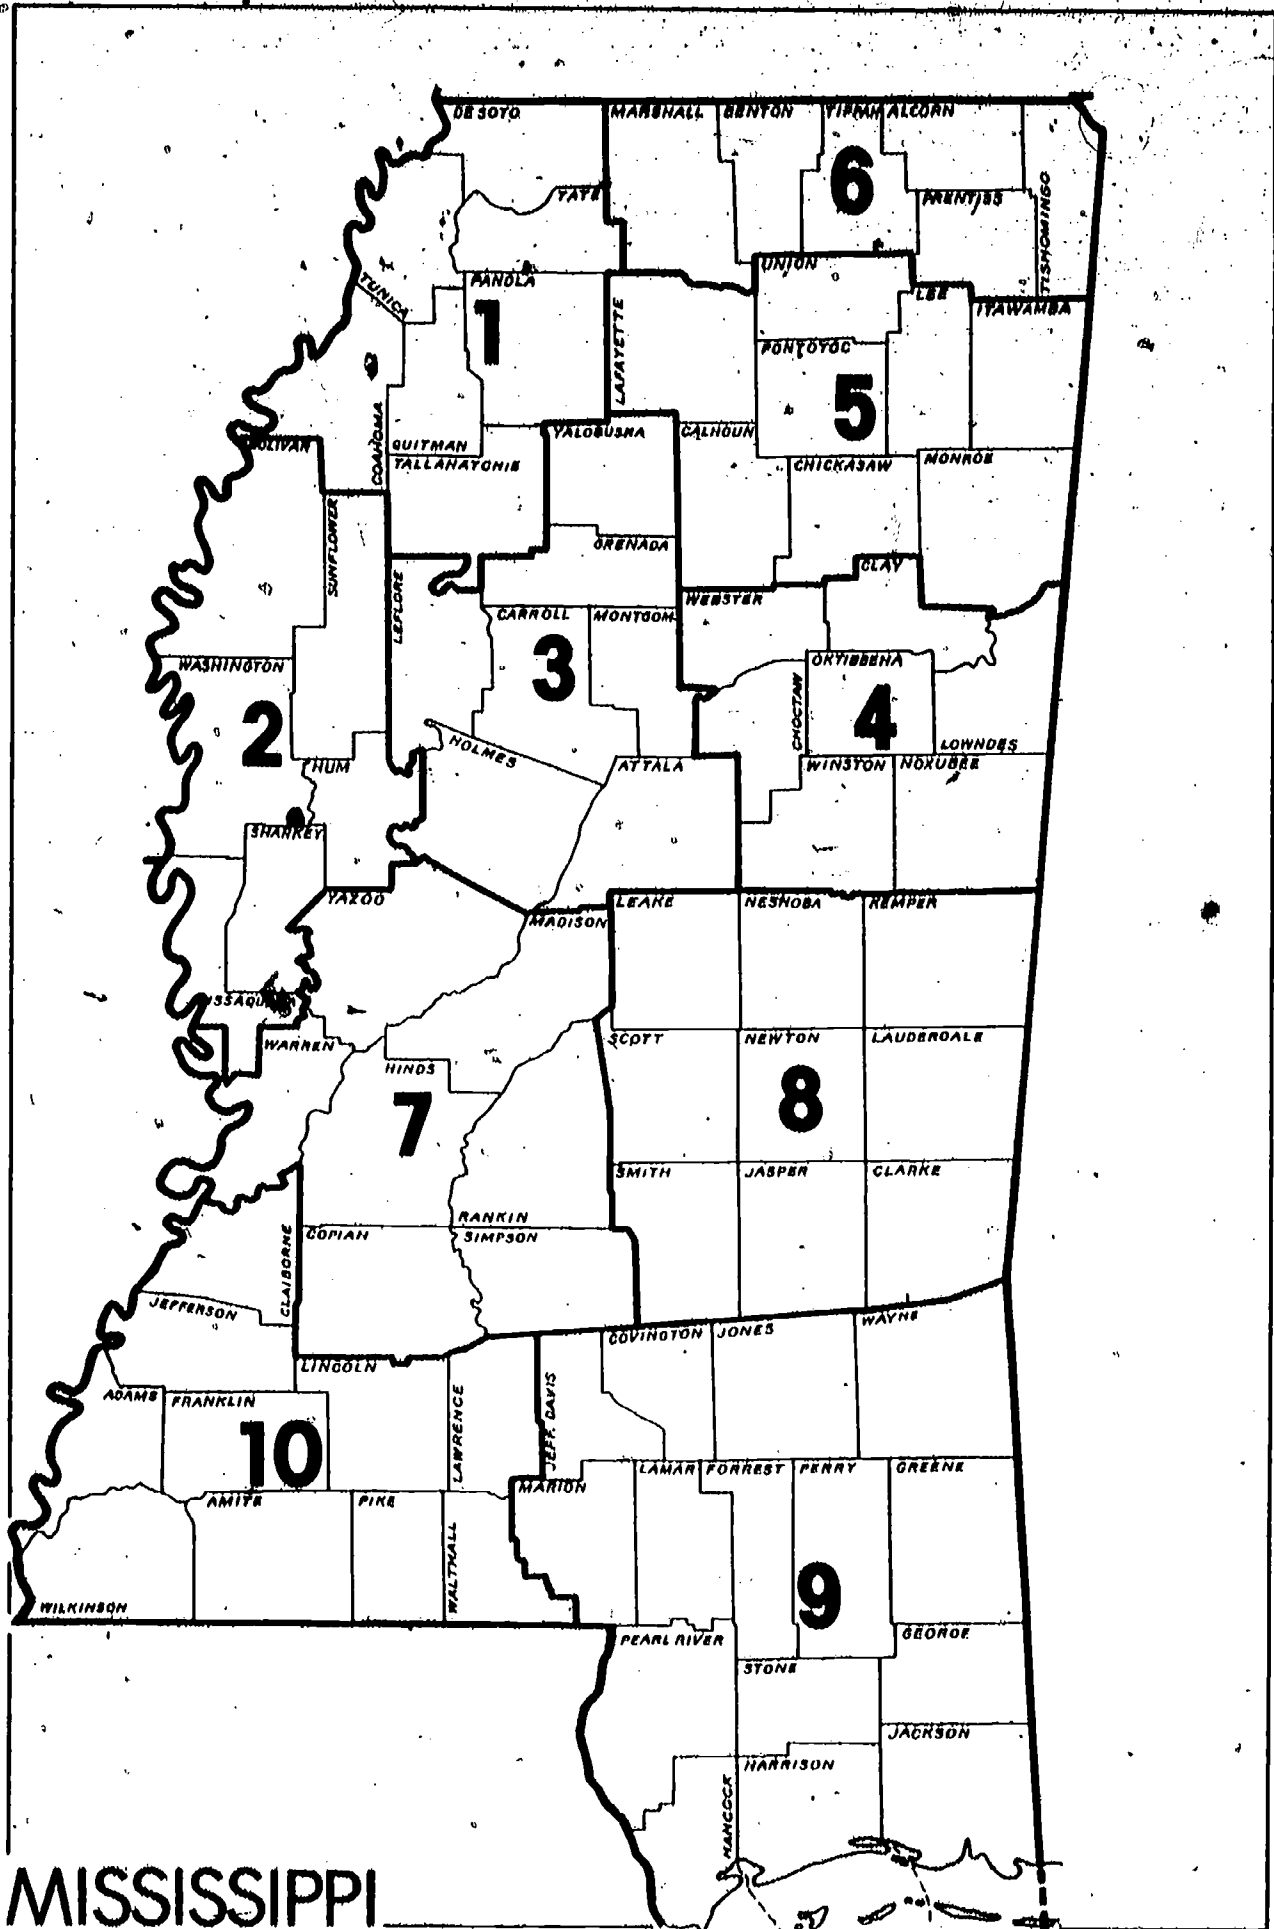 DE SOTO
MARSHALL
BENTON
TIPPAH
ALCORN
6
TATE
PRENTISS
TISHOMINGO
TUNICA
PANOLA
UNION
LEE
ITAWAMBA
1
LAFAYETTE
PONTOTOC
5
COAHOMA
QUITMAN
TALLAHATCHIE
YALOBUSHA
CALHOUN
CHICKASAW
MONROE
BOLIVAR
SUNFLOWER
GRENADA
CLAY
LEFLORE
CARROLL
MONTGOM
WEBSTER
3
WASHINGTON
OKTIBBEHA
CHOCTAW
4
2
HOLMES
ATTALA
LOWNDES
HUM
WINSTON
NOXUBEE
SHARKEY
YAZOO
MADISON
LEAKE
NESHOBA
KEMPER
WARREN
HINDS
SCOTT
NEWTON
LAUDERDALE
7
8
SMITH
JASPER
CLARKE
RANKIN
SIMPSON
COPIAH
CLAIBORNE
JEFFERSON
COVINGTON
JONES
WAYNE
LINCOLN
ADAMS
FRANKLIN
LAWRENCE
JEFF. DAVIS
10
MARION
LAMAR
FORREST
PERRY
GREENE
AMITE
PIKE
WALTHALL
WILKINSON
9
PEARL RIVER
GEORGE
STONE
JACKSON
HARRISON
HANCOCK
MISSISSIPPI